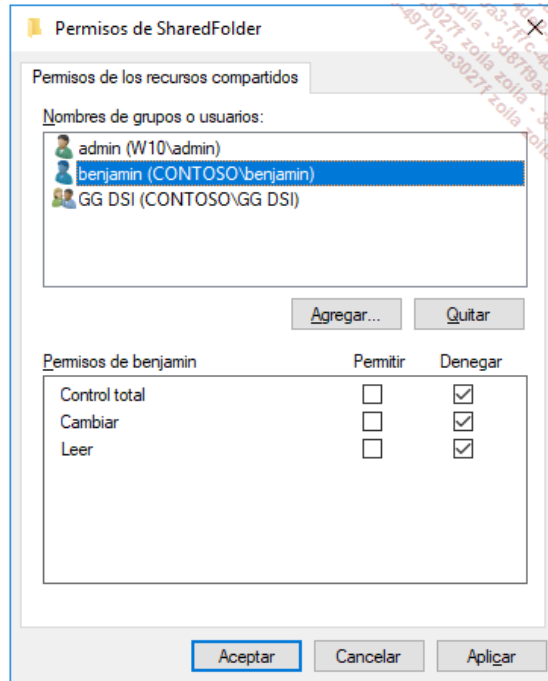 Permisos de SharedFolder
Permisos de los recursos compartidos
Nombres de grupos o usuarios:
admin (W10\admin)
benjamin (CONTOSO\benjamin)
GG DSI (CONTOSO\GG DSI)
Agregar...
Quitar
Permisos de benjamin Permitir Denegar
Control total
Cambiar
Leer
Aceptar
Cancelar
Aplicar